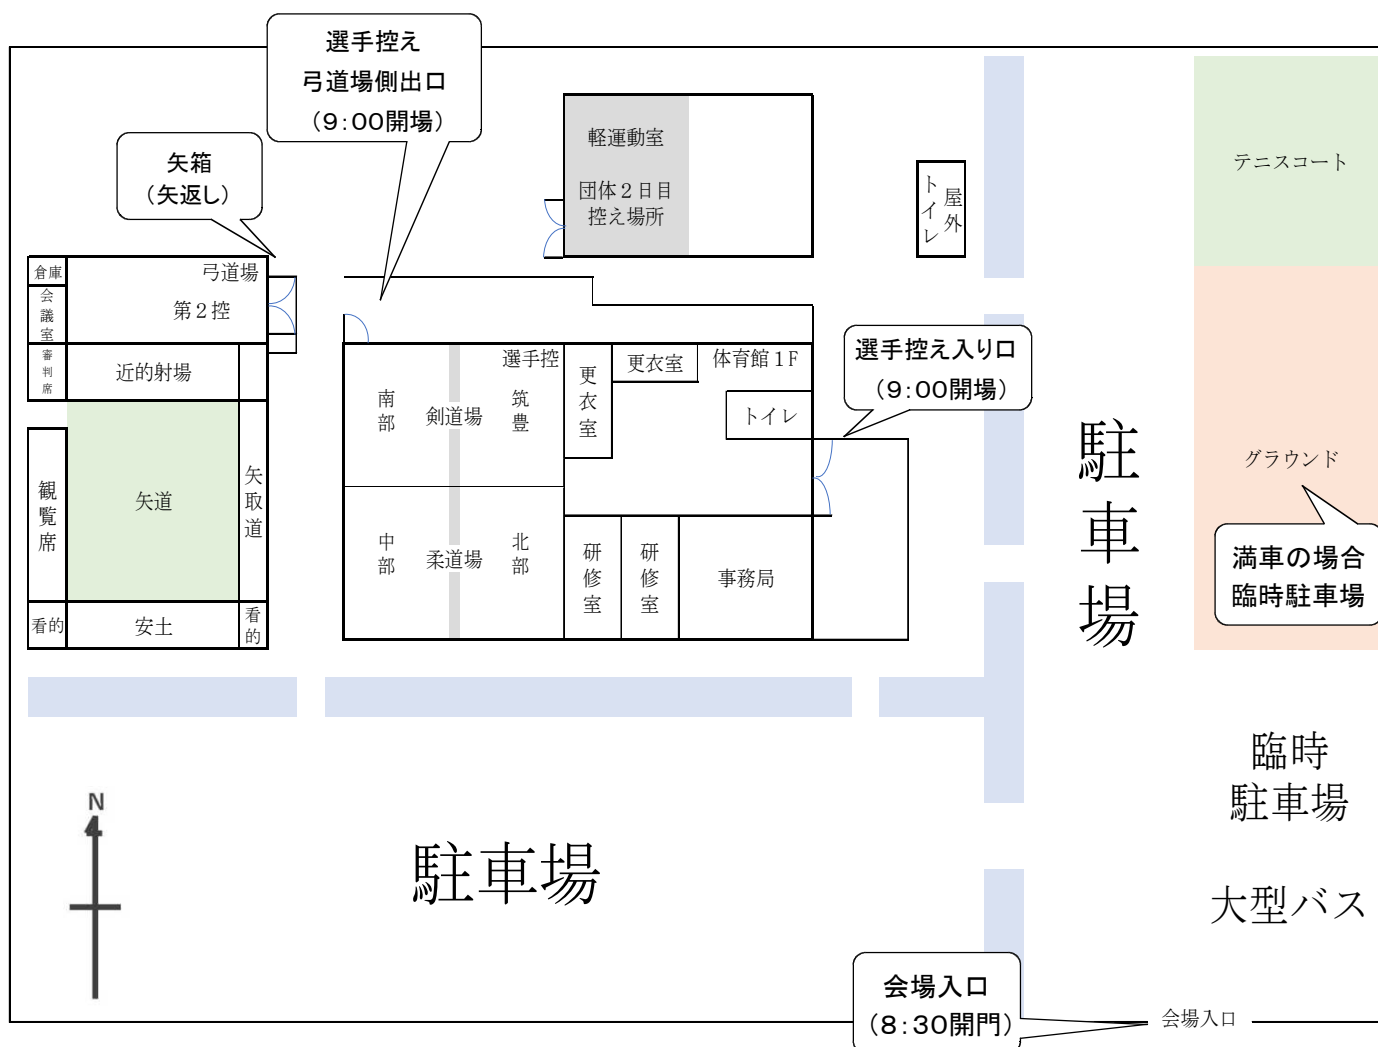 選手控え
弓道場側出口
（9：00開場）
矢箱
（矢返し）
軽運動室
団体２日目
控え場所
屋外
トイレ
テニスコート
倉庫
会議室
弓道場
第２控
審判席
近的射場
選手控
更衣室
更衣室
体育館１F
選手控え入り口
（9：00開場）
南部
剣道場
筑豊
トイレ
観覧席
矢道
矢取道
駐車場
グラウンド
満車の場合
臨時駐車場
中部
柔道場
北部
研修室
研修室
事務局
看的
安土
看的
臨時
駐車場
大型バス
N
駐車場
会場入口
（8：30開門）
会場入口